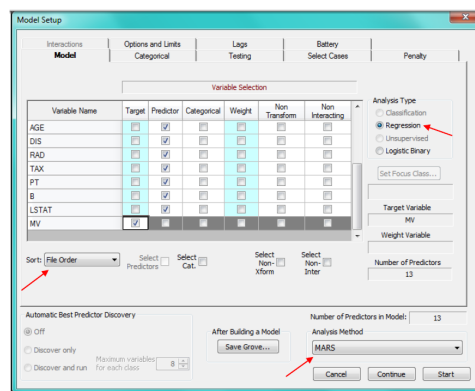 Model Setup
Interactions
Options and Limits
Lags
Battery
Model
Categorical
Testing
Select Cases
Penalty
Variable Selection
Variable Name
Target
Predictor
Categorical
Weight
Non Transform
Non Interacting
AGE
DIS
RAD
TAX
PT
B
LSTAT
MV
Analysis Type
Classification
Regression
Unsupervised
Logistic Binary
Set Focus Class...
Target Variable
MV
Weight Variable
Number of Predictors
13
Sort: File Order
Select Predictors
Select Cat.
Select Non-Xform
Select Non-Inter
Automatic Best Predictor Discovery
Off
Discover only
Discover and run
Maximum variables for each class
8
After Building a Model
Save Grove...
Number of Predictors in Model: 13
Analysis Method
MARS
Cancel
Continue
Start